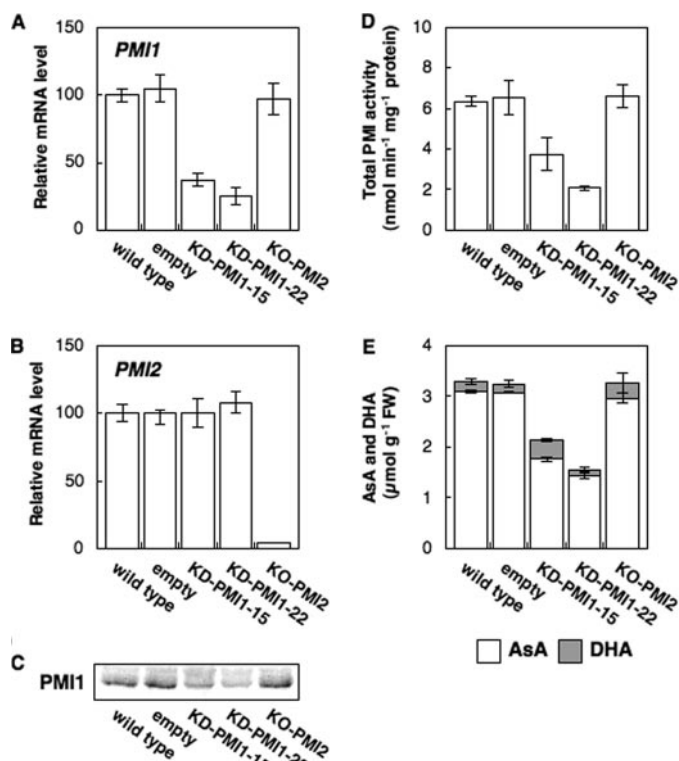 A
PMI1
Relative mRNA level
150
100
50
0
wild type
empty
KD-PMI1-15
KD-PMI1-22
KO-PMI2
B
PMI2
Relative mRNA level
150
100
50
0
wild type
empty
KD-PMI1-15
KD-PMI1-22
KO-PMI2
C
PMI1
wild type
empty
KO-PMI2
D
Total PMI activity
(nmol min⁻¹ mg⁻¹ protein)
10
8
6
4
2
0
wild type
empty
KD-PMI1-15
KD-PMI1-22
KO-PMI2
E
AsA and DHA
(µmol g⁻¹ FW)
4
3
2
1
0
wild type
empty
KD-PMI1-15
KD-PMI1-22
KO-PMI2
AsA
DHA